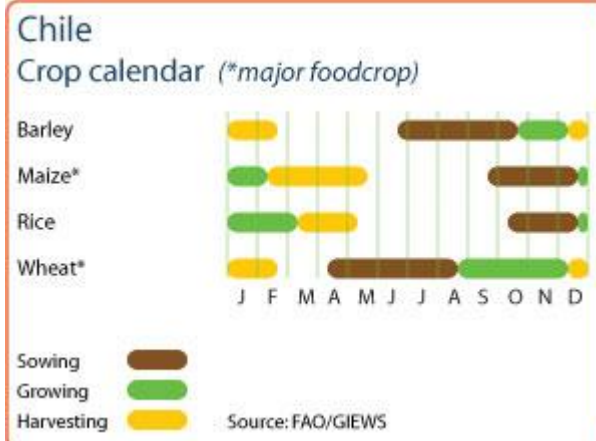 Chile
Crop calendar (*major foodcrop)
Barley
Maize*
Rice
Wheat*
J F M A M J J A S O N D
Sowing
Growing
Harvesting Source: FAO/GIEWS